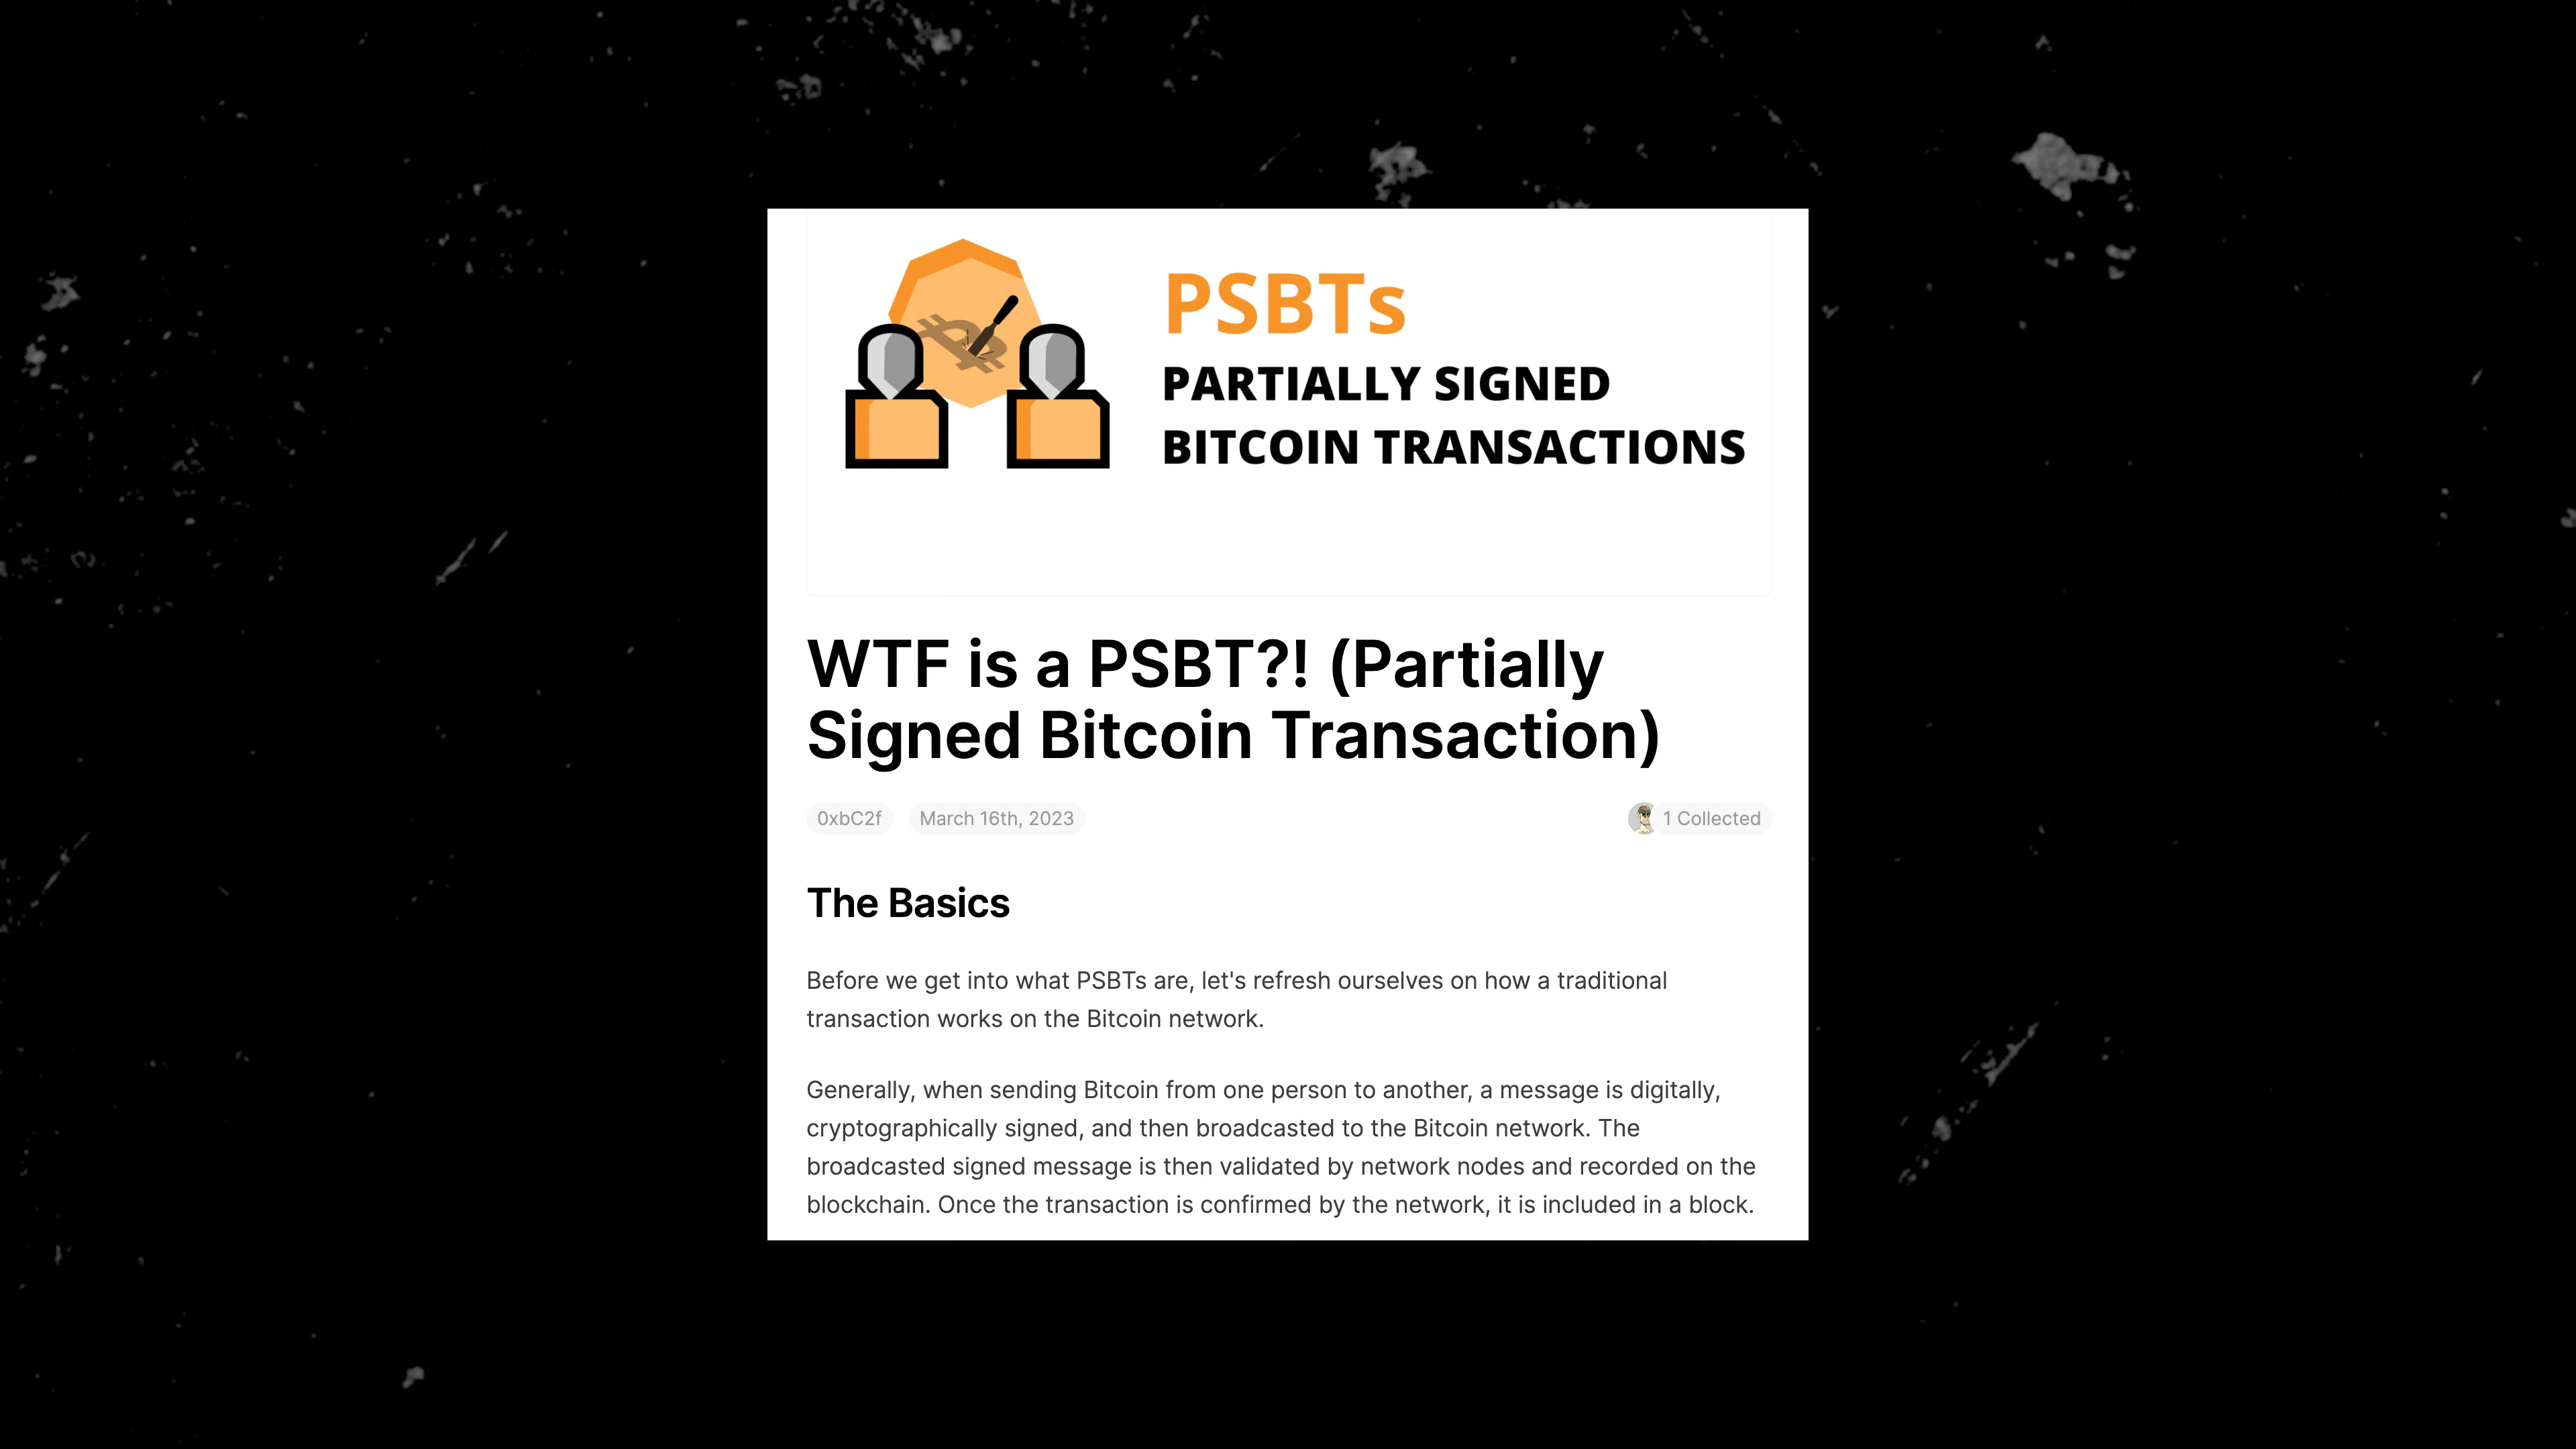 PSBTs
PARTIALLY SIGNED
BITCOIN TRANSACTIONS
WTF is a PSBT?! (Partially
Signed Bitcoin Transaction)
0xbC2f
March 16th, 2023
1 Collected
The Basics
Before we get into what PSBTs are, let's refresh ourselves on how a traditional
transaction works on the Bitcoin network.
Generally, when sending Bitcoin from one person to another, a message is digitally,
cryptographically signed, and then broadcasted to the Bitcoin network. The
broadcasted signed message is then validated by network nodes and recorded on the
blockchain. Once the transaction is confirmed by the network, it is included in a block.